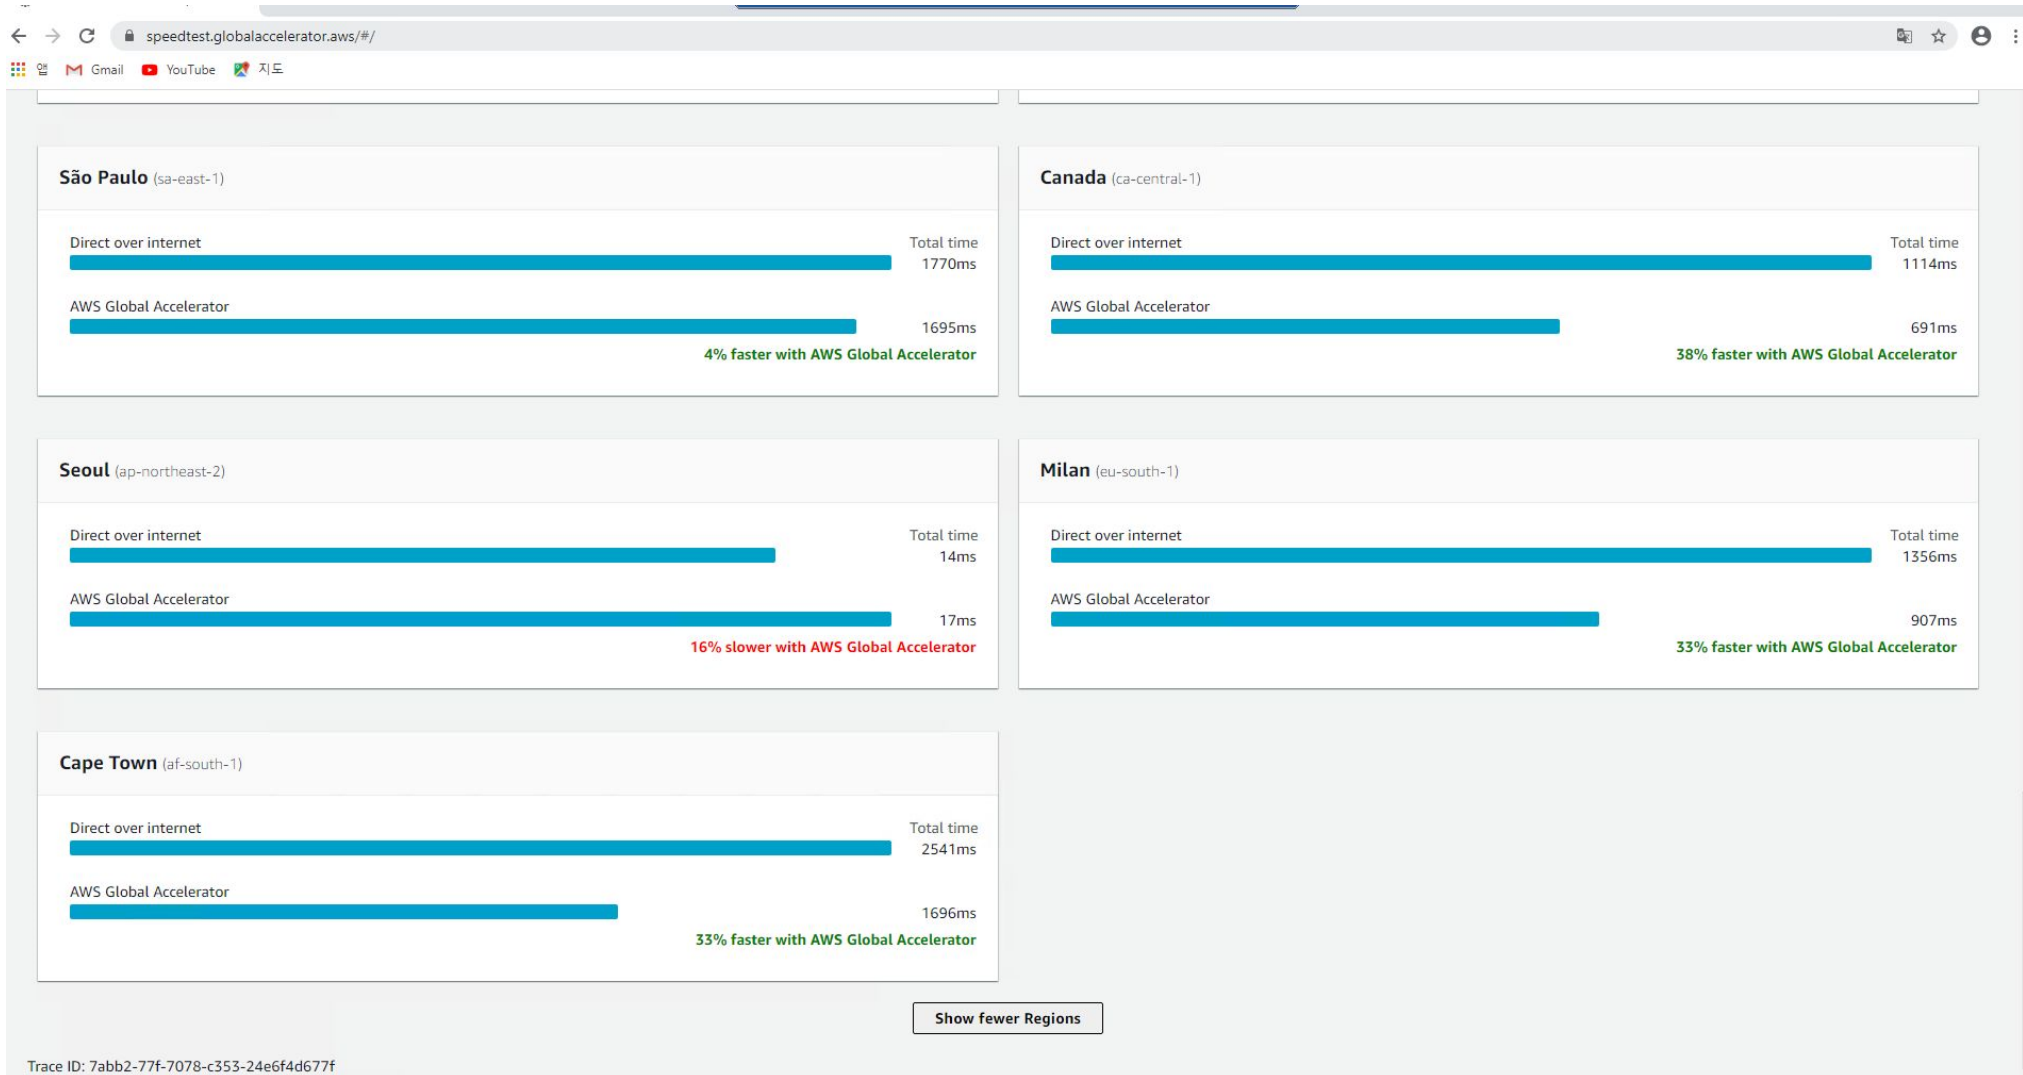 speedtest.globalaccelerator.aws/#/
앱 Gmail YouTube 지도
São Paulo (sa-east-1)
Direct over internet Total time
1770ms
AWS Global Accelerator
1695ms
4% faster with AWS Global Accelerator
Canada (ca-central-1)
Direct over internet Total time
1114ms
AWS Global Accelerator
691ms
38% faster with AWS Global Accelerator
Seoul (ap-northeast-2)
Direct over internet Total time
14ms
AWS Global Accelerator
17ms
16% slower with AWS Global Accelerator
Milan (eu-south-1)
Direct over internet Total time
1356ms
AWS Global Accelerator
907ms
33% faster with AWS Global Accelerator
Cape Town (af-south-1)
Direct over internet Total time
2541ms
AWS Global Accelerator
1696ms
33% faster with AWS Global Accelerator
Show fewer Regions
Trace ID: 7abb2-77f-7078-c353-24e6f4d677f